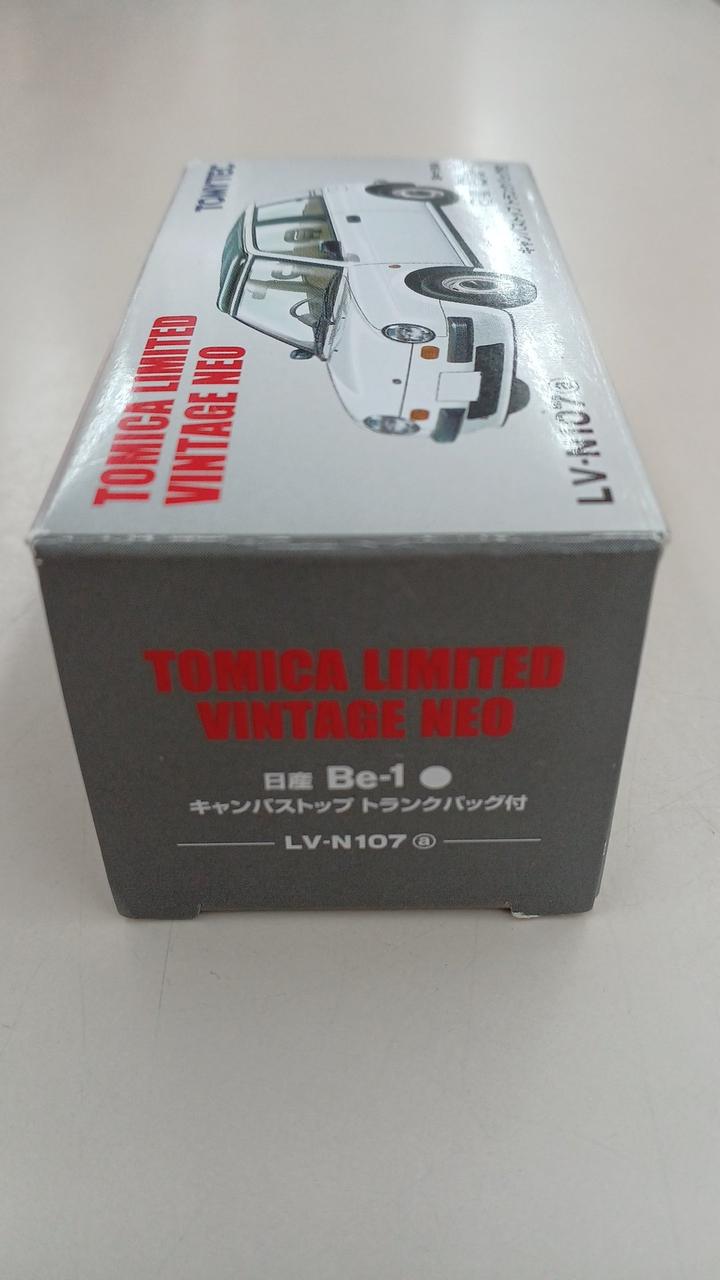 TOMYTEC
TOMICA LIMITED
VINTAGE NEO
LV-N107ⓐ
TOMICA LIMITED
VINTAGE NEO
日産 Be-1 ●
キャンバストップ トランクバッグ付
LV-N107 ⓐ